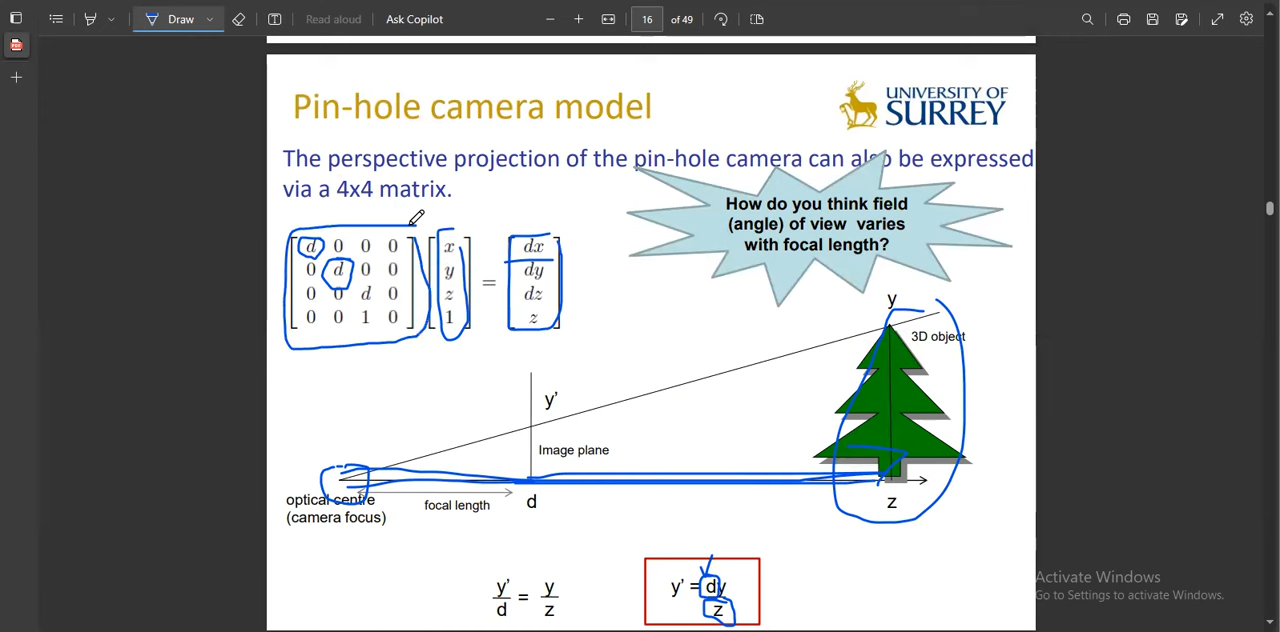 Draw
Read aloud
Ask Copilot
16 of 49
Pin-hole camera model
UNIVERSITY OF
SURREY
The perspective projection of the pin-hole camera can also be expressed
via a 4x4 matrix.
How do you think field
(angle) of view varies
with focal length?
d 0 0 0 x dx
0 d 0 0 y = dy
0 0 d 0 z dz
0 0 1 0 1 z
y
3D object
y’
Image plane
optical centre
(camera focus)
focal length
d
z
y’ = y
d z
y’ = dy
z
Activate Windows
Go to Settings to activate Windows.